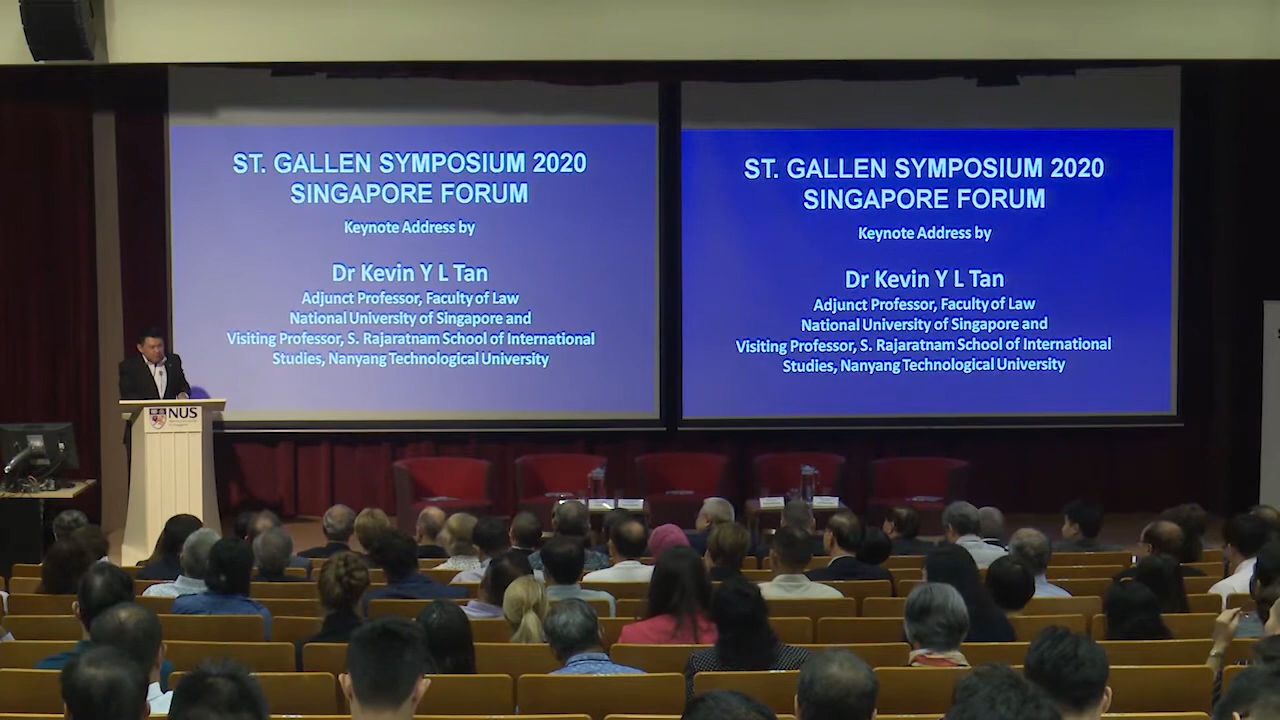 ST. GALLEN SYMPOSIUM 2020
SINGAPORE FORUM
Keynote Address by
Dr Kevin Y L Tan
Adjunct Professor, Faculty of Law
National University of Singapore and
Visiting Professor, S. Rajaratnam School of International
Studies, Nanyang Technological University
ST. GALLEN SYMPOSIUM 2020
SINGAPORE FORUM
Keynote Address by
Dr Kevin Y L Tan
Adjunct Professor, Faculty of Law
National University of Singapore and
Visiting Professor, S. Rajaratnam School of International
Studies, Nanyang Technological University
NUS